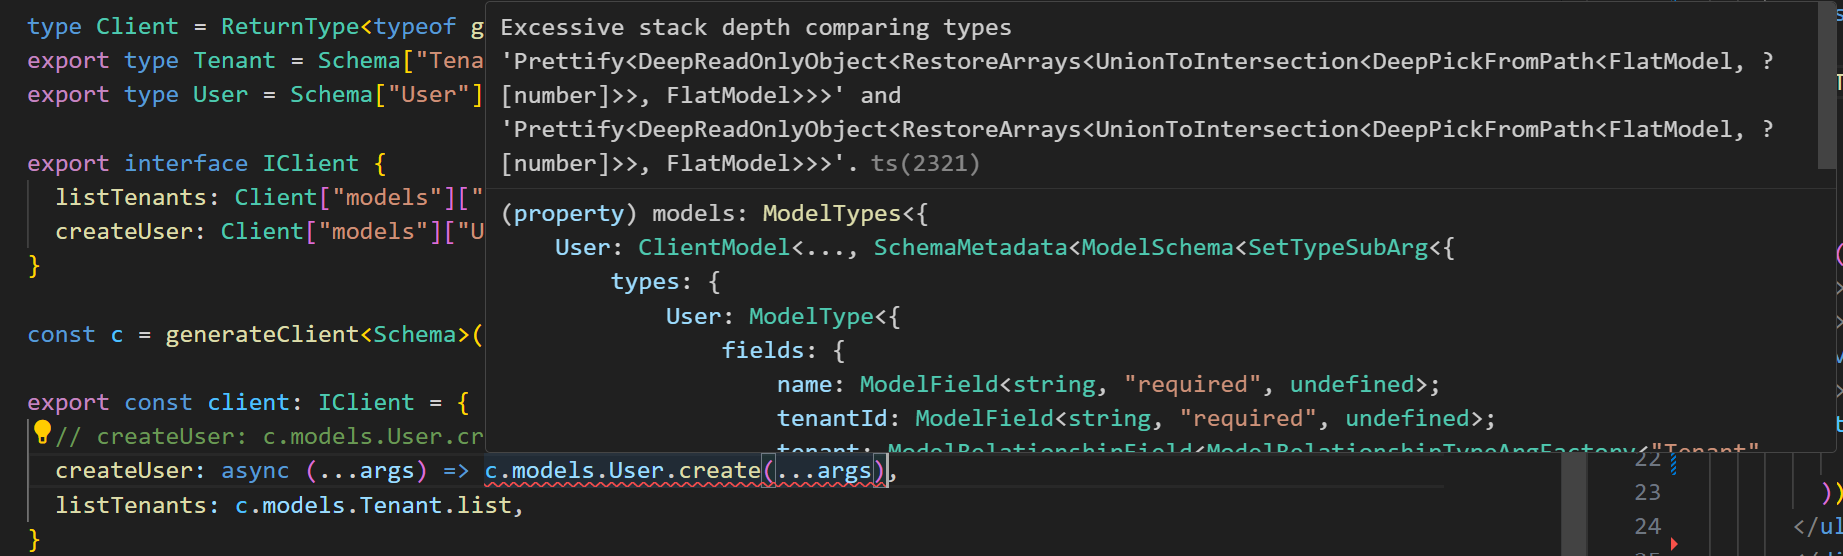 type Client = ReturnType<typeof g
export type Tenant = Schema["Tena
export type User = Schema["User"]
export interface IClient {
listTenants: Client["models"]["
createUser: Client["models"]["U
}
const c = generateClient<Schema>(
export const client: IClient = {
// createUser: c.models.User.cr
createUser: async (...args) => c.models.User.create(...args),
listTenants: c.models.Tenant.list,
}
Excessive stack depth comparing types
'Prettify<DeepReadOnlyObject<RestoreArrays<UnionToIntersection<DeepPickFromPath<FlatModel, ?
[number]>>, FlatModel>>>' and
'Prettify<DeepReadOnlyObject<RestoreArrays<UnionToIntersection<DeepPickFromPath<FlatModel, ?
[number]>>, FlatModel>>>'. ts(2321)
(property) models: ModelTypes<{
User: ClientModel<..., SchemaMetadata<ModelSchema<SetTypeSubArg<{
types: {
User: ModelType<{
fields: {
name: ModelField<string, "required", undefined>;
tenantId: ModelField<string, "required", undefined>;
tenant: ModelRelationshipField<ModelRelationshipTypeArgFactory<"Tenant"
22
23 ))
24 </ul